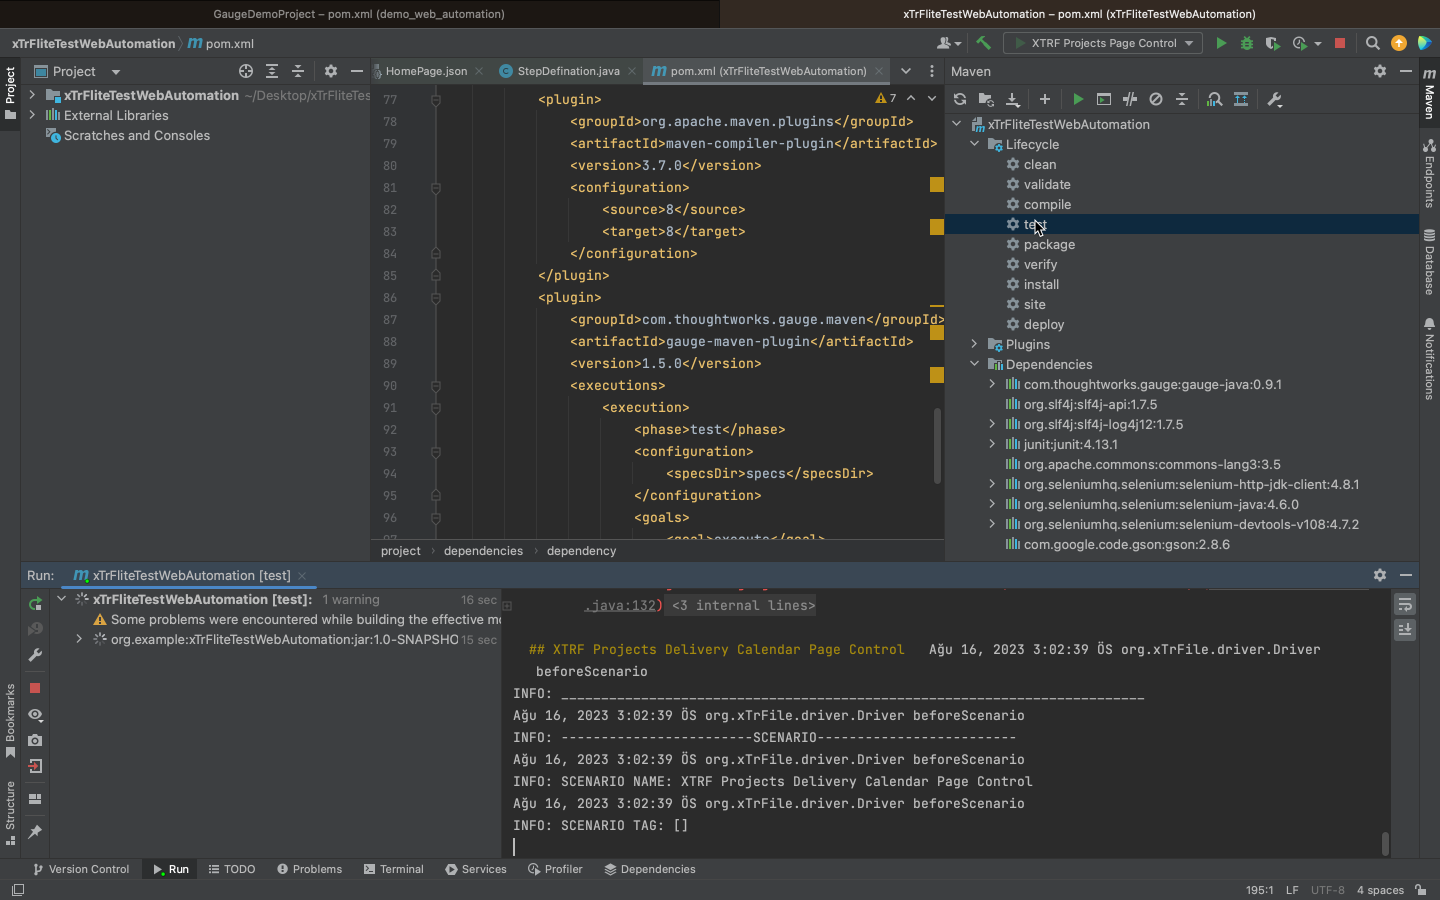 GaugeDemoProject – pom.xml (demo_web_automation)
xTrFliteTestWebAutomation – pom.xml (xTrFliteTestWebAutomation)
xTrFliteTestWebAutomation
pom.xml
XTRF Projects Page Control
Project
HomePage.json
StepDefination.java
pom.xml (xTrFliteTestWebAutomation)
Maven
Project
xTrFliteTestWebAutomation ~/Desktop/xTrFliteTes
External Libraries
Scratches and Consoles
7
77 <plugin>
78 <groupId>org.apache.maven.plugins</groupId>
79 <artifactId>maven-compiler-plugin</artifactId>
80 <version>3.7.0</version>
81 <configuration>
82 <source>8</source>
83 <target>8</target>
84 </configuration>
85 </plugin>
86 <plugin>
87 <groupId>com.thoughtworks.gauge.maven</groupId>
88 <artifactId>gauge-maven-plugin</artifactId>
89 <version>1.5.0</version>
90 <executions>
91 <execution>
92 <phase>test</phase>
93 <configuration>
94 <specsDir>specs</specsDir>
95 </configuration>
96 <goals>
97 <goal>execute</goal>
project
dependencies
dependency
xTrFliteTestWebAutomation
Lifecycle
clean
validate
compile
test
package
verify
install
site
deploy
Plugins
Dependencies
com.thoughtworks.gauge:gauge-java:0.9.1
org.slf4j:slf4j-api:1.7.5
org.slf4j:slf4j-log4j12:1.7.5
junit:junit:4.13.1
org.apache.commons:commons-lang3:3.5
org.seleniumhq.selenium:selenium-http-jdk-client:4.8.1
org.seleniumhq.selenium:selenium-java:4.6.0
org.seleniumhq.selenium:selenium-devtools-v108:4.7.2
com.google.code.gson:gson:2.8.6
Maven
Endpoints
Database
Notifications
Run:
xTrFliteTestWebAutomation [test]
xTrFliteTestWebAutomation [test]: 1 warning 16 sec
Some problems were encountered while building the effective mo
org.example:xTrFliteTestWebAutomation:jar:1.0-SNAPSHO 15 sec
.java:132) <3 internal lines>
## XTRF Projects Delivery Calendar Page Control Ağu 16, 2023 3:02:39 ÖS org.xTrFile.driver.Driver
beforeScenario
INFO: _________________________________________________________________________
Ağu 16, 2023 3:02:39 ÖS org.xTrFile.driver.Driver beforeScenario
INFO: ------------------------SCENARIO-------------------------
Ağu 16, 2023 3:02:39 ÖS org.xTrFile.driver.Driver beforeScenario
INFO: SCENARIO NAME: XTRF Projects Delivery Calendar Page Control
Ağu 16, 2023 3:02:39 ÖS org.xTrFile.driver.Driver beforeScenario
INFO: SCENARIO TAG: []
Bookmarks
Structure
Version Control
Run
TODO
Problems
Terminal
Services
Profiler
Dependencies
195:1 LF UTF-8 4 spaces